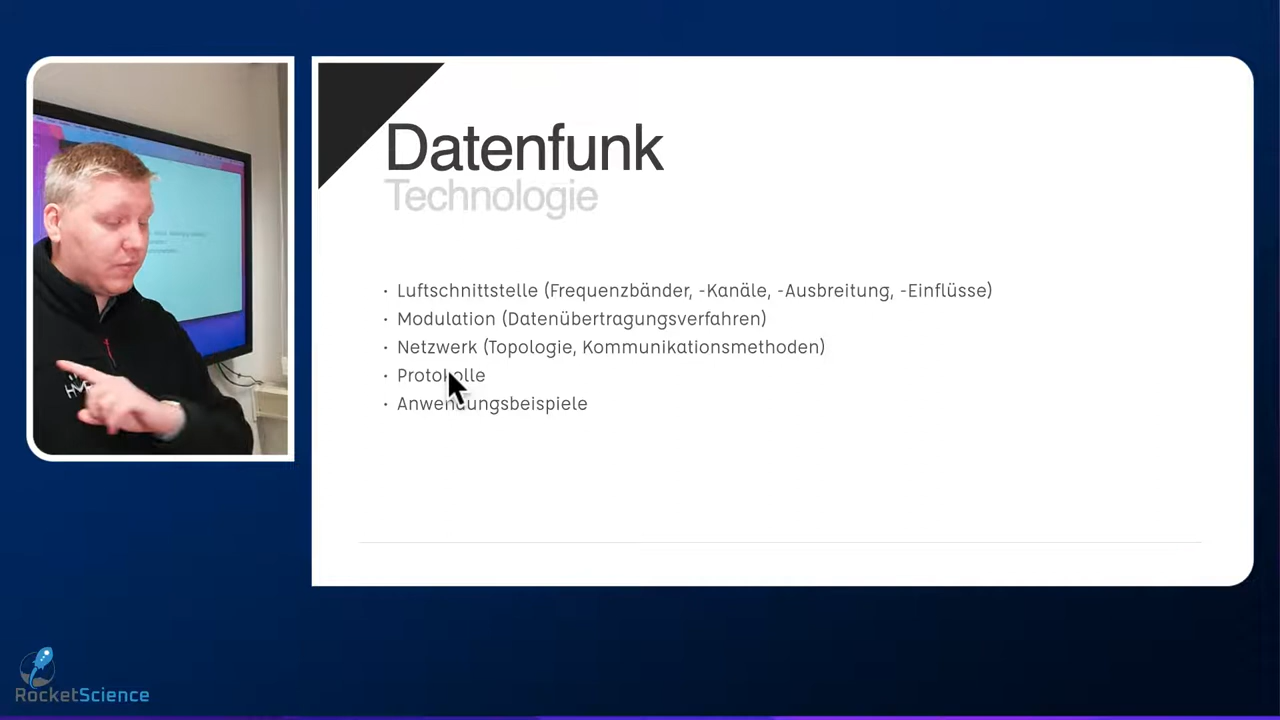 Datenfunk
Technologie
· Luftschnittstelle (Frequenzbänder, -Kanäle, -Ausbreitung, -Einflüsse)
· Modulation (Datenübertragungsverfahren)
· Netzwerk (Topologie, Kommunikationsmethoden)
· Protokolle
· Anwendungsbeispiele
RocketScience